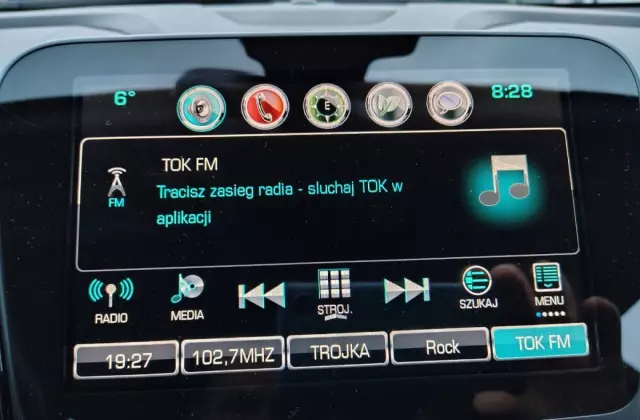 6°
E
8:28
TOK FM
FM
Tracisz zasieg radia - sluchaj TOK w
aplikacji
RADIO
MEDIA
STROJ.
SZUKAJ
MENU
19:27
102,7MHZ
TROJKA
Rock
TOK FM